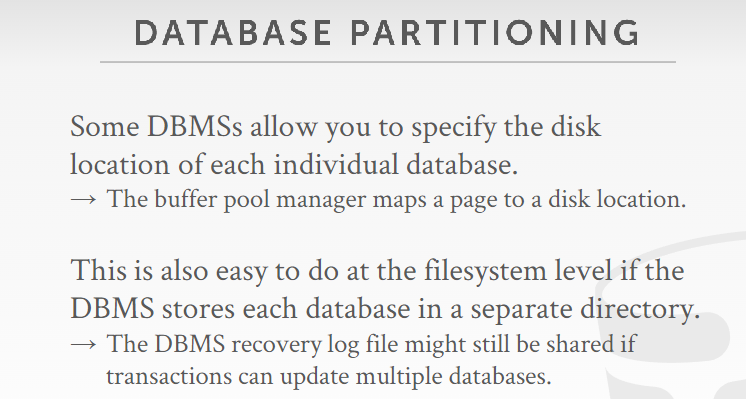 DATABASE PARTITIONING
Some DBMSs allow you to specify the disk
location of each individual database.
→ The buffer pool manager maps a page to a disk location.
This is also easy to do at the filesystem level if the
DBMS stores each database in a separate directory.
→ The DBMS recovery log file might still be shared if
transactions can update multiple databases.